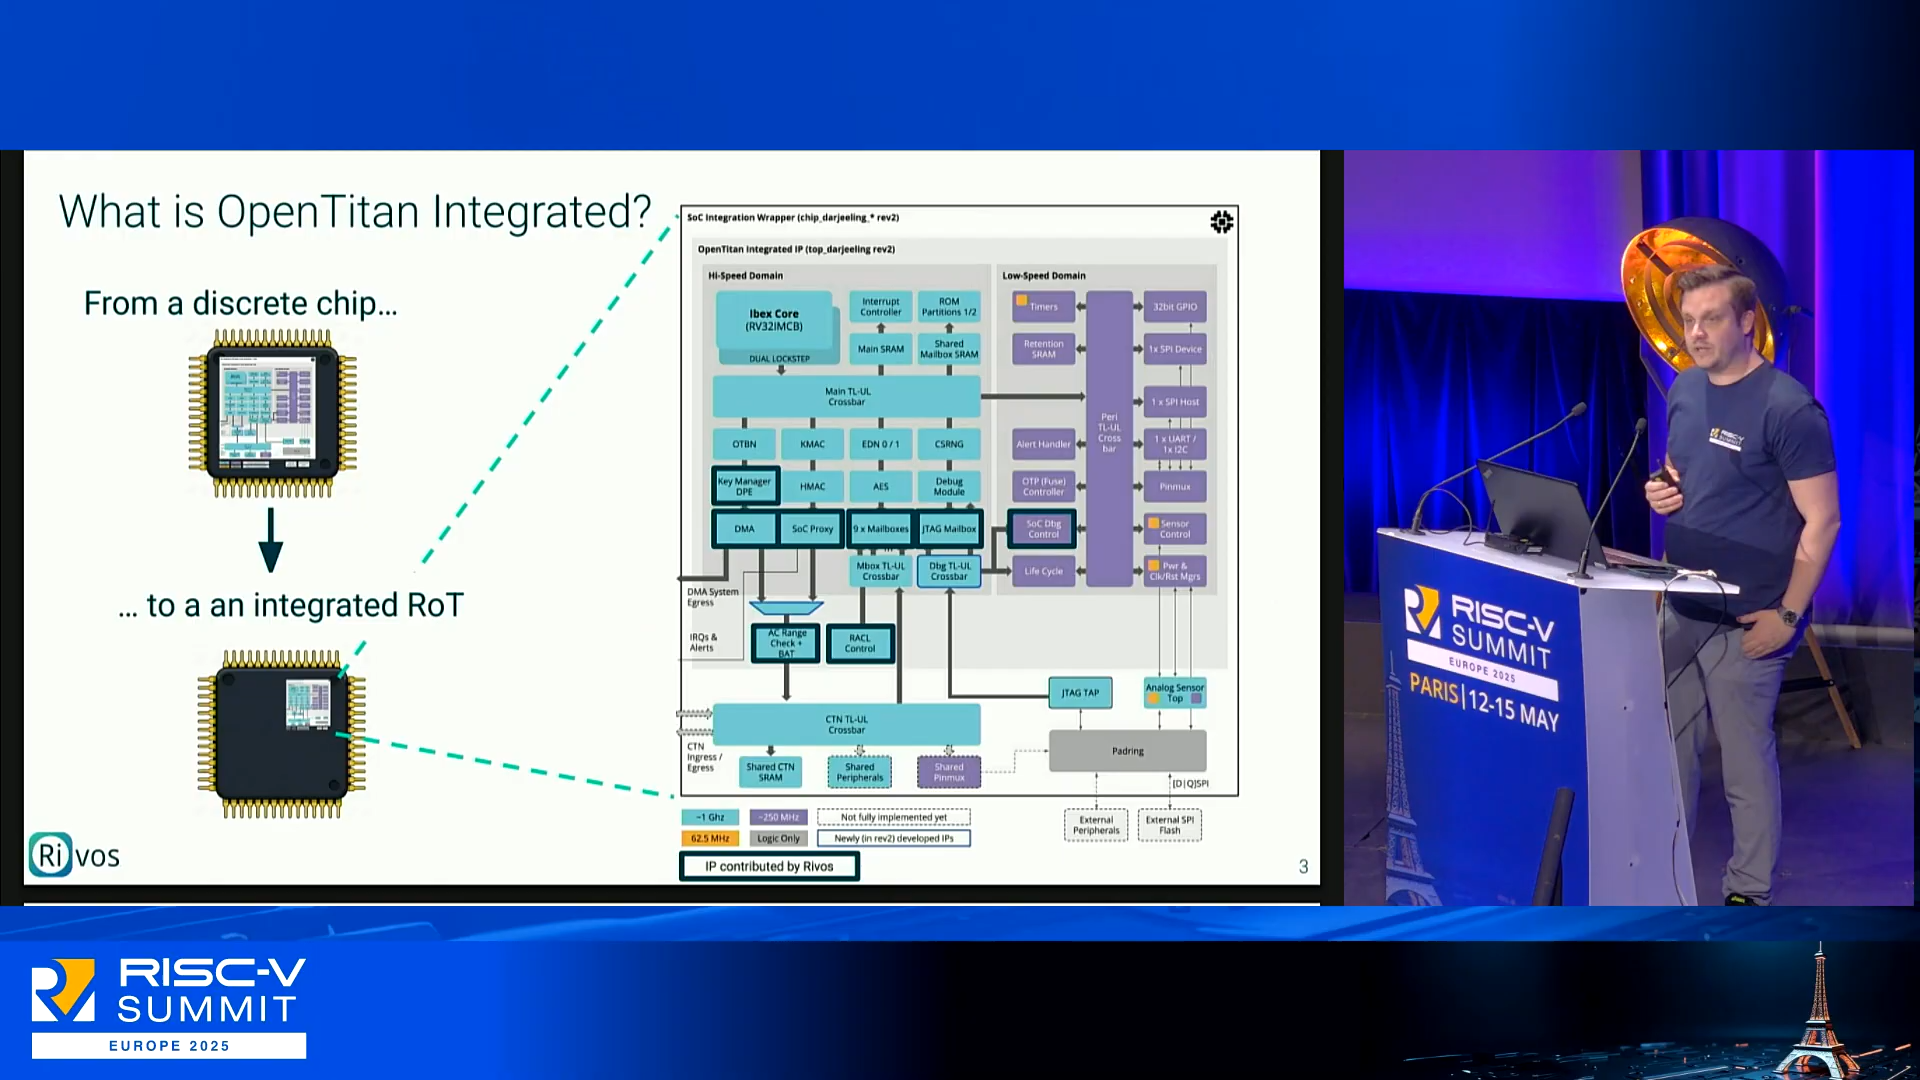 What is OpenTitan Integrated?
From a discrete chip...
... to a an integrated RoT
Rivos
SoC Integration Wrapper (chip_darjeeling_* rev2)
OpenTitan Integrated IP (top_darjeeling rev2)
Hi-Speed Domain
Ibex Core
(RV32IMCB)
DUAL LOCKSTEP
Interrupt
Controller
ROM
Partitions 1/2
Main SRAM
Shared
Mailbox SRAM
Main TL-UL
Crossbar
OTBN
KMAC
EDN 0 / 1
CSRNG
Key Manager
DPE
HMAC
AES
Debug
Module
DMA
SoC Proxy
9 x Mailboxes
JTAG Mailbox
Mbox TL-UL
Crossbar
Dbg TL-UL
Crossbar
DMA System
Egress
IRQs &
Alerts
AC Range
Check +
BAT
RACL
Control
Low-Speed Domain
Timers
32bit GPIO
Retention
SRAM
1x SPI Device
Peri
TL-UL
Cross
bar
1 x SPI Host
Alert Handler
1 x UART /
1x I2C
OTP (Fuse)
Controller
Pinmux
SoC Dbg
Control
Sensor
Control
Life Cycle
Pwr &
Clk/Rst Mgrs
JTAG TAP
Analog Sensor
Top
CTN TL-UL
Crossbar
Padring
CTN
Ingress /
Egress
Shared CTN
SRAM
Shared
Peripherals
Shared
Pinmux
[D|Q]SPI
External
Peripherals
External SPI
Flash
~1 Ghz
~250 MHz
Not fully implemented yet
62.5 MHz
Logic Only
Newly (in rev2) developed IPs
IP contributed by Rivos
3
RISC-V
SUMMIT
RISC-V
SUMMIT
EUROPE 2025
PARIS | 12-15 MAY
RISC-V
SUMMIT
EUROPE 2025